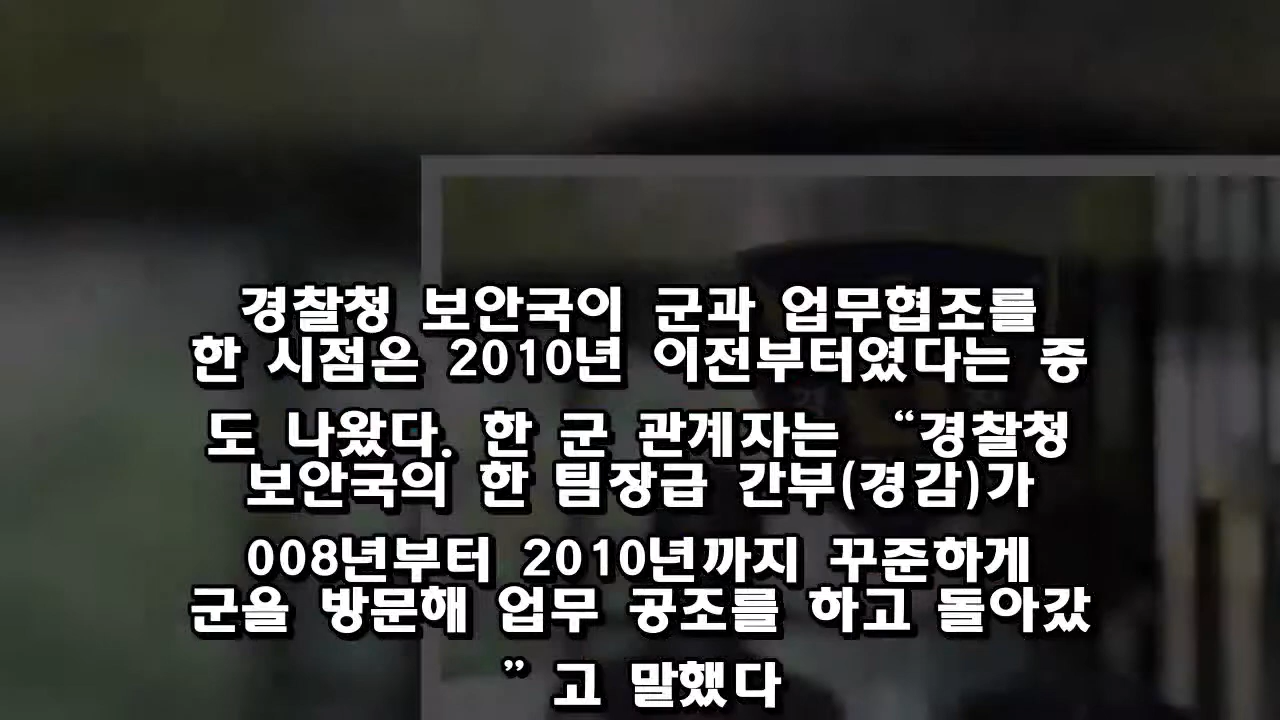 경찰청 보안국이 군과 업무협조를
한 시점은 2010년 이전부터였다는 증
도 나왔다. 한 군 관계자는 “경찰청
보안국의 한 팀장급 간부(경감)가
008년부터 2010년까지 꾸준하게
군을 방문해 업무 공조를 하고 돌아갔
”고 말했다